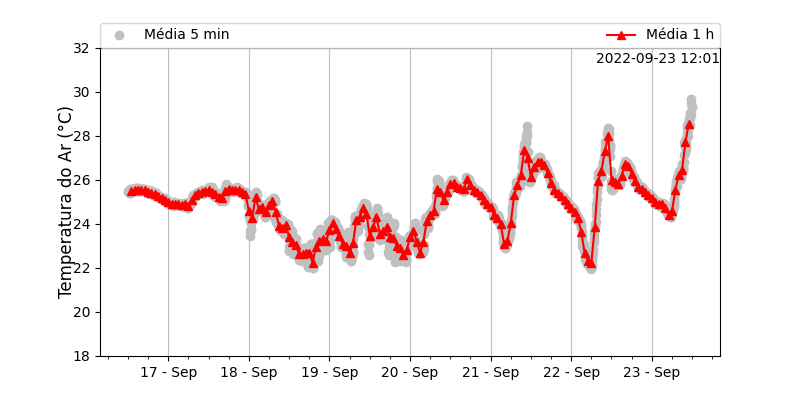 Média 5 min
Média 1 h
2022-09-23 12:01
Temperatura do Ar (°C)
32
30
28
26
24
22
20
18
17 - Sep
18 - Sep
19 - Sep
20 - Sep
21 - Sep
22 - Sep
23 - Sep